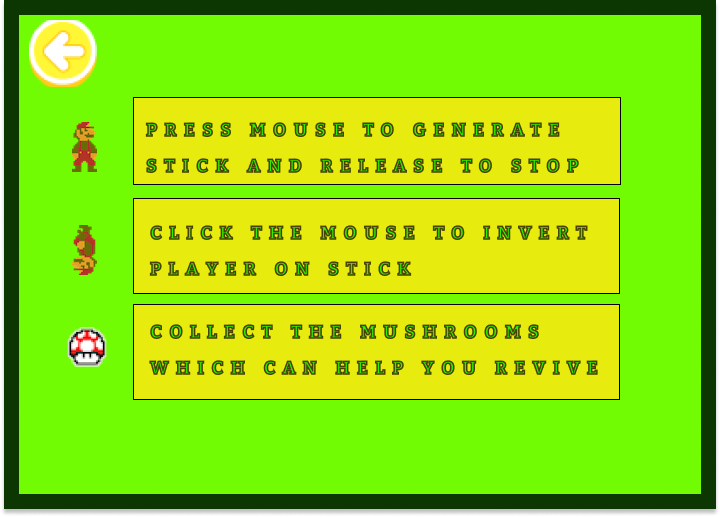 PRESS MOUSE TO GENERATE
STICK AND RELEASE TO STOP
CLICK THE MOUSE TO INVERT
PLAYER ON STICK
COLLECT THE MUSHROOMS
WHICH CAN HELP YOU REVIVE